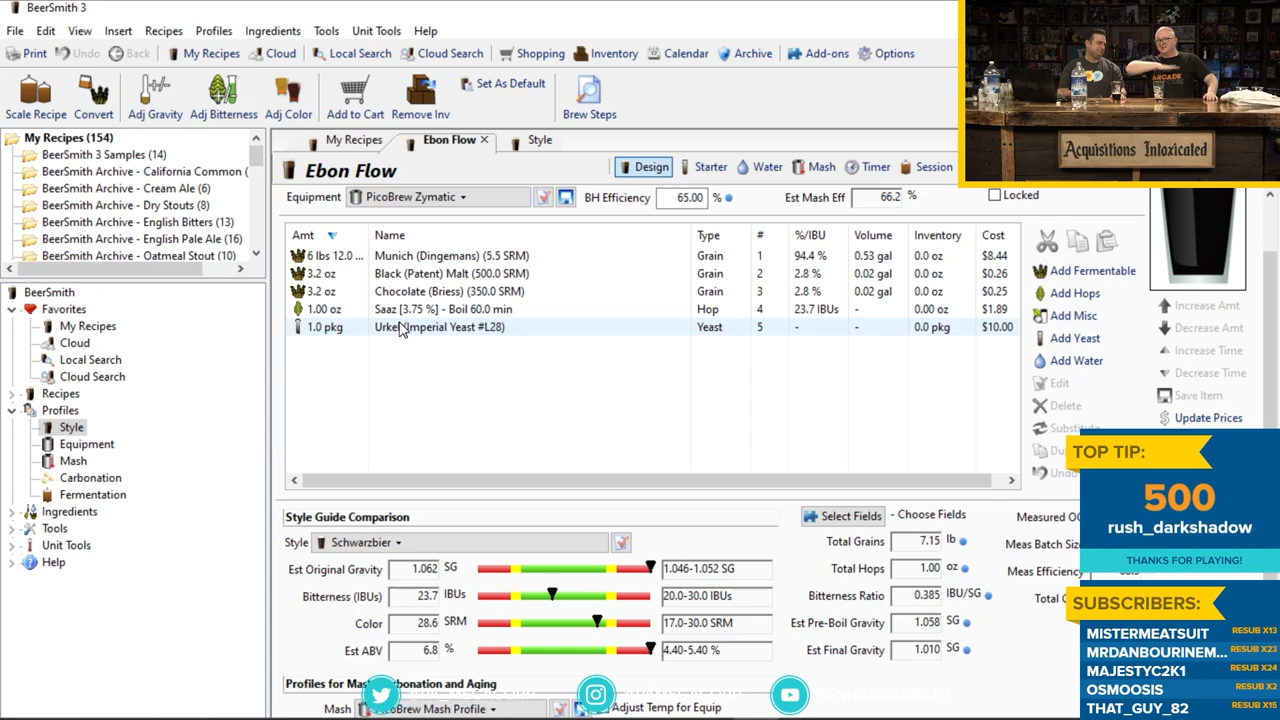 BeerSmith 3
File Edit View Insert Recipes Profiles Ingredients Tools Unit Tools Help
Print Undo Back My Recipes Cloud Local Search Cloud Search Shopping Inventory Calendar Archive Add-ons Options
Scale Recipe Convert Adj Gravity Adj Bitterness Adj Color Add to Cart Remove Inv Set As Default Brew Steps
My Recipes (154)
BeerSmith 3 Samples (14)
BeerSmith Archive - California Common (
BeerSmith Archive - Cream Ale (6)
BeerSmith Archive - Dry Stouts (8)
BeerSmith Archive - English Bitters (13)
BeerSmith Archive - English Pale Ale (16)
BeerSmith Archive - Oatmeal Stout (10)
BeerSmith
Favorites
My Recipes
Cloud
Local Search
Cloud Search
Recipes
Profiles
Style
Equipment
Mash
Carbonation
Fermentation
Ingredients
Tools
Unit Tools
Help
My Recipes Ebon Flow Style
Ebon Flow Design Starter Water Mash Timer Session
Equipment PicoBrew Zymatic BH Efficiency 65.00 % Est Mash Eff 66.2 % Locked
Amt Name Type # %/IBU Volume Inventory Cost
6 lbs 12.0 ... Munich (Dingemans) (5.5 SRM) Grain 1 94.4 % 0.53 gal 0.0 oz $8.44
3.2 oz Black (Patent) Malt (500.0 SRM) Grain 2 2.8 % 0.02 gal 0.0 oz $0.26
3.2 oz Chocolate (Briess) (350.0 SRM) Grain 3 2.8 % 0.02 gal 0.0 oz $0.25
1.00 oz Saaz [3.75 %] - Boil 60.0 min Hop 4 23.7 IBUs - 0.00 oz $1.89
1.0 pkg (Imperial Yeast #L28) Yeast 5 - - 0.0 pkg $10.00
Add Fermentable
Add Hops
Add Misc
Add Yeast
Add Water
Edit
Delete
Increase Amt
Decrease Amt
Increase Time
Decrease Time
Save Item
Update Prices
Style Guide Comparison
Style Schwarzbier
Est Original Gravity 1.062 SG 1.046-1.052 SG
Bitterness (IBUs) 23.7 IBUs 20.0-30.0 IBUs
Color 28.6 SRM 17.0-30.0 SRM
Est ABV 6.8 % 4.40-5.40 %
Select Fields - Choose Fields
Total Grains 7.15 lb
Total Hops 1.00 oz
Bitterness Ratio 0.385 IBU/SG
Est Pre-Boil Gravity 1.058 SG
Est Final Gravity 1.010 SG
Meas Efficiency
Mash PicoBrew Mash Profile Adjust Temp for Equip
Acquisitions Intoxicated
ARCADE
TOP TIP:
500
rush_darkshadow
THANKS FOR PLAYING!
SUBSCRIBERS:
MISTERMEATSUIT RESUB X13
MRDANBOURINEM... RESUB X23
MAJESTYC2K1 RESUB X24
OSMOOSIS RESUB X2
THAT_GUY_82 RESUB X15